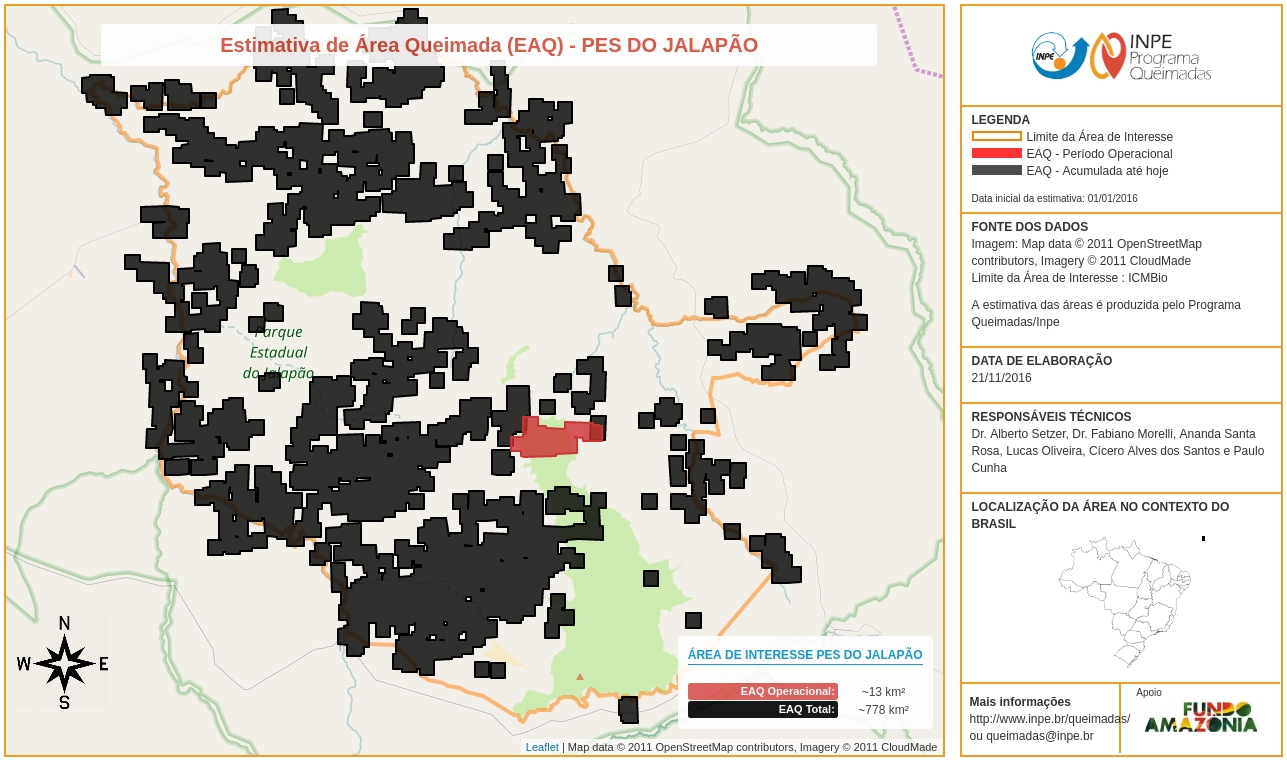 Estimativa de Área Queimada (EAQ) - PES DO JALAPÃO
Parque
Estadual
do Jalapão
N
W
E
S
ÁREA DE INTERESSE PES DO JALAPÃO
EAQ Operacional: ~13 km²
EAQ Total: ~778 km²
Leaflet | Map data © 2011 OpenStreetMap contributors, Imagery © 2011 CloudMade
INPE
INPE
Programa
Queimadas
LEGENDA
Limite da Área de Interesse
EAQ - Período Operacional
EAQ - Acumulada até hoje
Data inicial da estimativa: 01/01/2016
FONTE DOS DADOS
Imagem: Map data © 2011 OpenStreetMap
contributors, Imagery © 2011 CloudMade
Limite da Área de Interesse : ICMBio
A estimativa das áreas é produzida pelo Programa
Queimadas/Inpe
DATA DE ELABORAÇÃO
21/11/2016
RESPONSÁVEIS TÉCNICOS
Dr. Alberto Setzer, Dr. Fabiano Morelli, Ananda Santa
Rosa, Lucas Oliveira, Cícero Alves dos Santos e Paulo
Cunha
LOCALIZAÇÃO DA ÁREA NO CONTEXTO DO
BRASIL
Mais informações
http://www.inpe.br/queimadas/
ou queimadas@inpe.br
Apoio
FUNDO
AMAZÔNIA